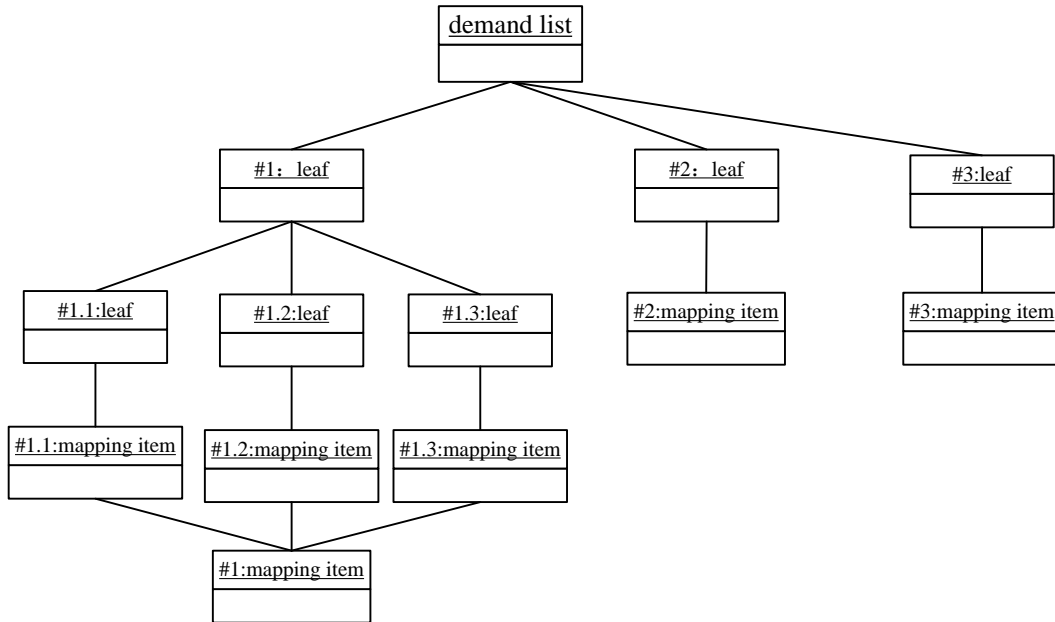 demand list
#1： leaf
#2： leaf
#3:leaf
#1.1:leaf
#1.2:leaf
#1.3:leaf
#2:mapping item
#3:mapping item
#1.1:mapping item
#1.2:mapping item
#1.3:mapping item
#1:mapping item